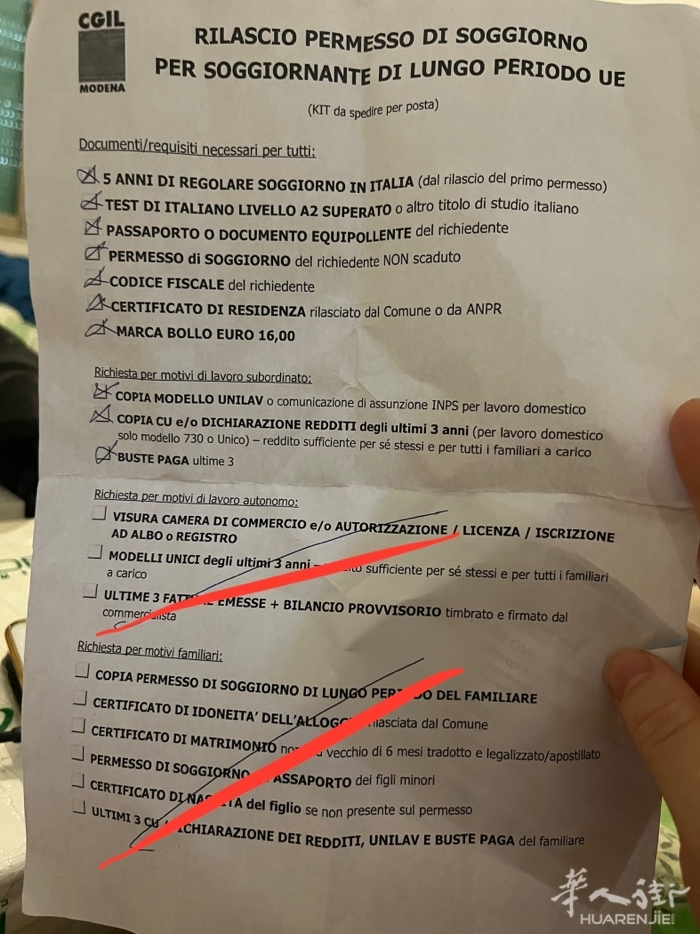 CGIL
MODENA
RILASCIO PERMESSO DI SOGGIORNO
PER SOGGIORNANTE DI LUNGO PERIODO UE
(KIT da spedire per posta)
Documenti/requisiti necessari per tutti:
5 ANNI DI REGOLARE SOGGIORNO IN ITALIA (dal rilascio del primo permesso)
TEST DI ITALIANO LIVELLO A2 SUPERATO o altro titolo di studio italiano
PASSAPORTO O DOCUMENTO EQUIPOLLENTE del richiedente
PERMESSO di SOGGIORNO del richiedente NON scaduto
CODICE FISCALE del richiedente
CERTIFICATO DI RESIDENZA rilasciato dal Comune o da ANPR
MARCA BOLLO EURO 16,00
Richiesta per motivi di lavoro subordinato:
COPIA MODELLO UNILAV o comunicazione di assunzione INPS per lavoro domestico
COPIA CU e/o DICHIARAZIONE REDDITI degli ultimi 3 anni (per lavoro domestico
solo modello 730 o Unico) – reddito sufficiente per sé stessi e per tutti i familiari a carico
BUSTE PAGA ultime 3
Richiesta per motivi di lavoro autonomo:
VISURA CAMERA DI COMMERCIO e/o AUTORIZZAZIONE / LICENZA / ISCRIZIONE
AD ALBO o REGISTRO
MODELLI UNICI degli ultimi 3 anni – sufficiente per sé stessi e per tutti i familiari
a carico
ULTIME 3 EMESSE + BILANCIO PROVVISORIO timbrato e firmato dal
commercialista
Richiesta per motivi familiari:
COPIA PERMESSO DI SOGGIORNO DI LUNGO PERIODO DEL FAMILIARE
CERTIFICATO DI IDONEITA' DELL'ALLOGGIO rilasciata dal Comune
CERTIFICATO DI MATRIMONIO vecchio di 6 mesi tradotto e legalizzato/apostillato
PERMESSO DI SOGGIORNO PASSAPORTO dei figli minori
CERTIFICATO DI NASCITA del figlio se non presente sul permesso
ULTIMI 3 CU / DICHIARAZIONE DEI REDDITI, UNILAV E BUSTE PAGA del familiare
华人街
HUARENJIE